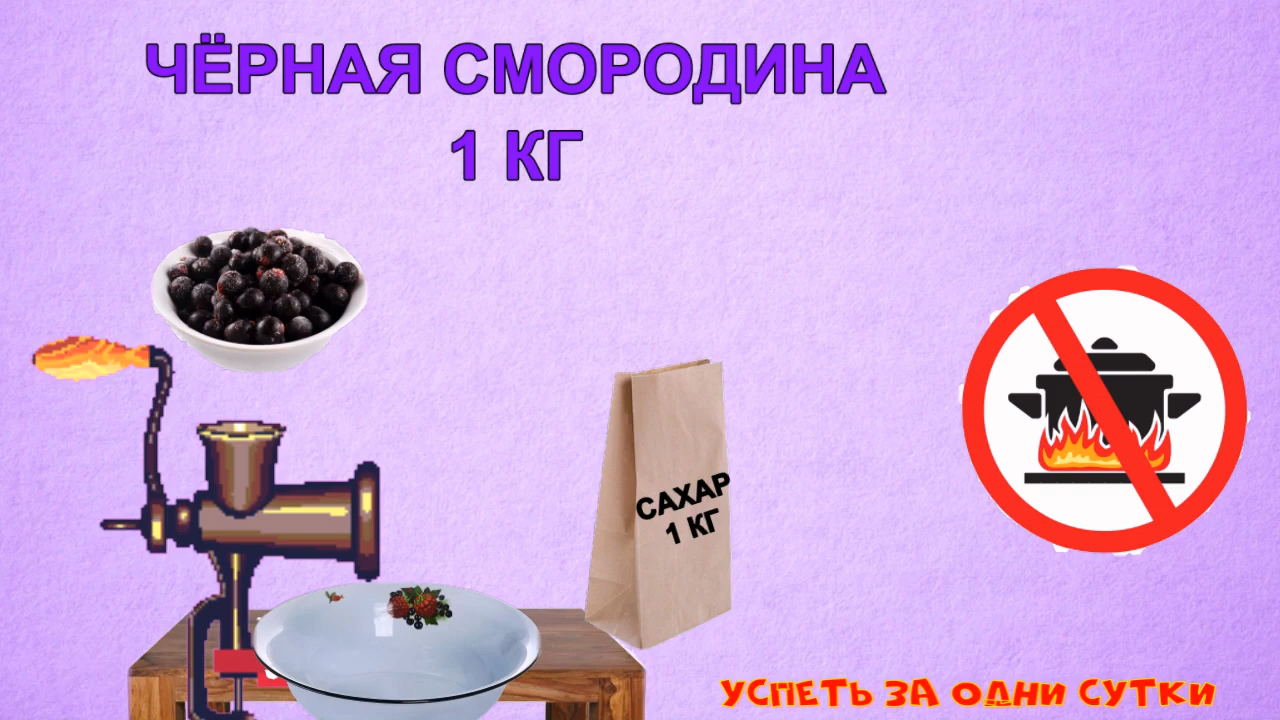 ЧЁРНАЯ СМОРОДИНА
1 КГ
САХАР
1 КГ
УСПЕТЬ ЗА ОДНИ СУТКИ